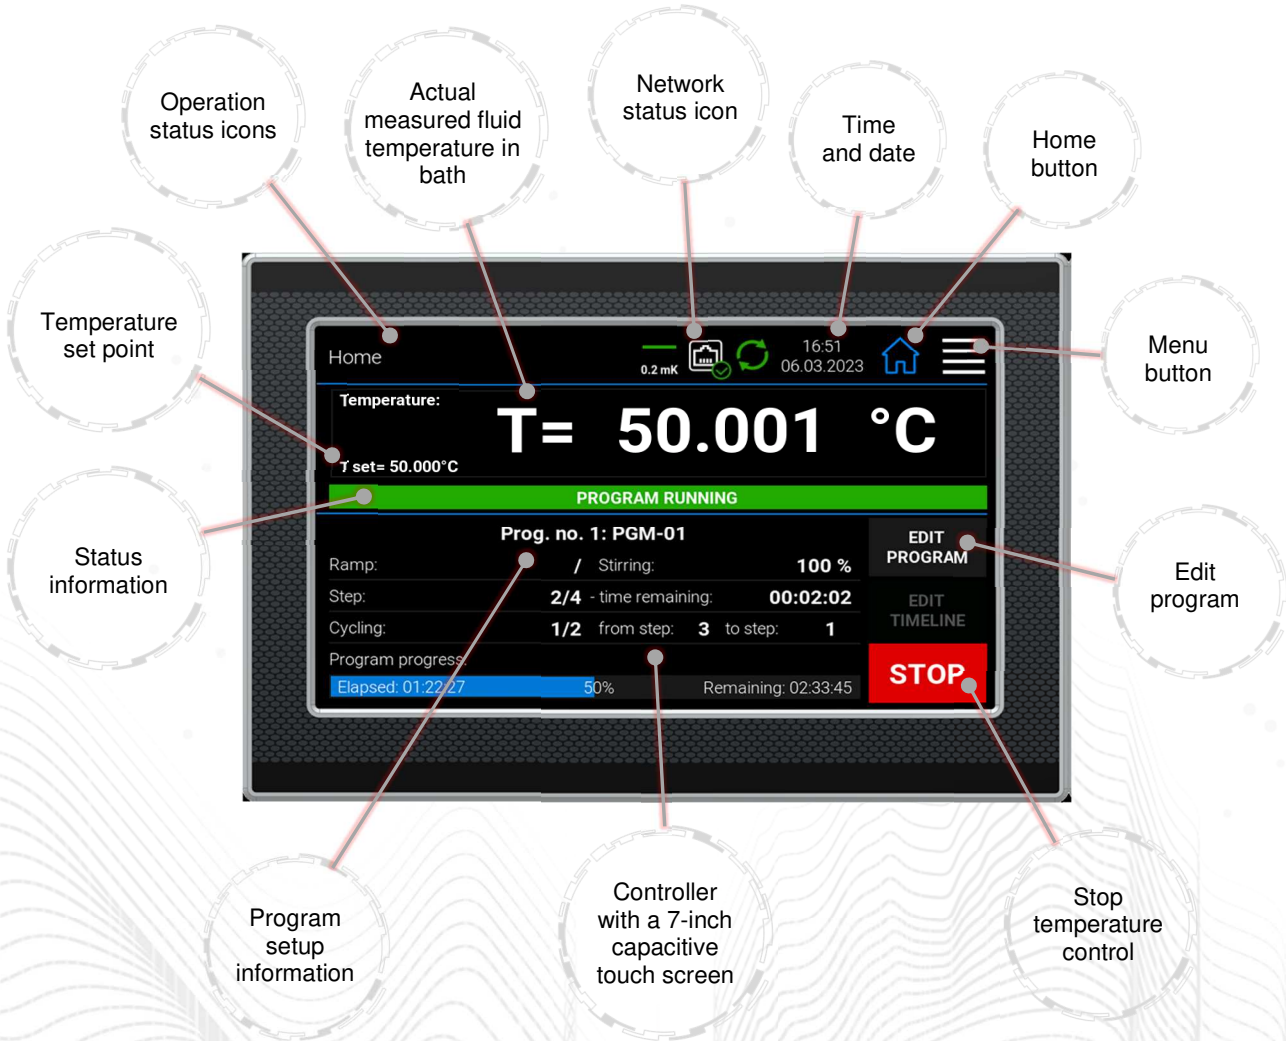 Operation
status icons
Actual
measured fluid
temperature in
bath
Network
status icon
Time
and date
Home
button
Temperature
set point
Menu
button
Status
information
Edit
program
Home
0.2 mK
16:51
06.03.2023
Temperature:
T= 50.001 °C
T set= 50.000°C
PROGRAM RUNNING
Prog. no. 1: PGM-01
Ramp: / Stirring: 100 %
Step: 2/4 - time remaining: 00:02:02
Cycling: 1/2 from step: 3 to step: 1
Program progress:
Elapsed: 01:22:27 50% Remaining: 02:33:45
EDIT
PROGRAM
EDIT
TIMELINE
STOP
Program
setup
information
Controller
with a 7-inch
capacitive
touch screen
Stop
temperature
control